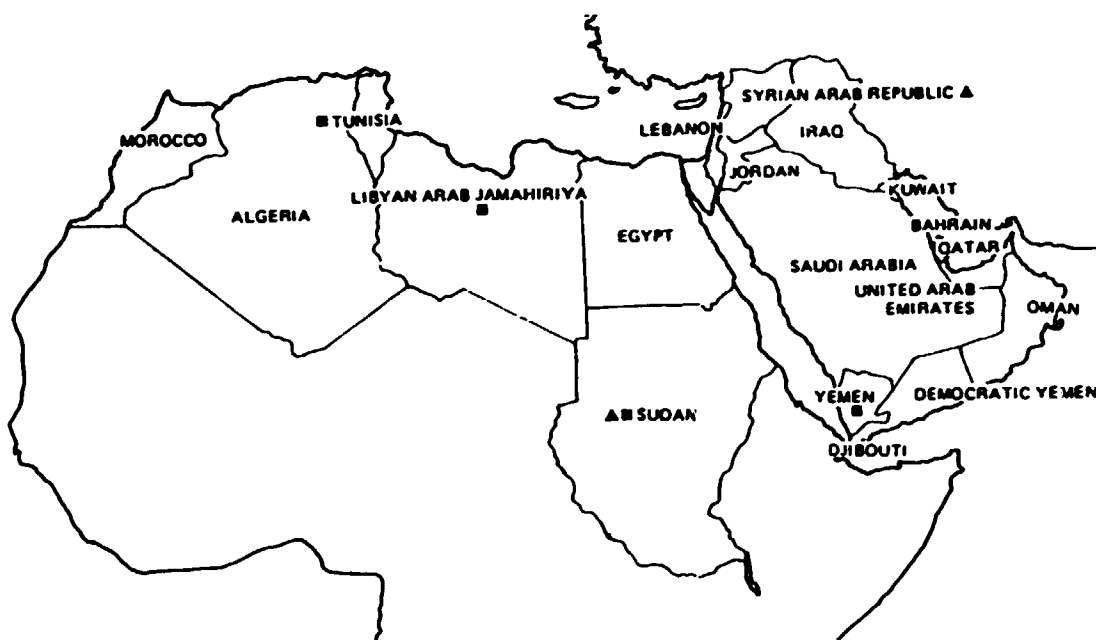 SYRIAN ARAB REPUBLIC ▲
LEBANON
IRAQ
MOROCCO
■ TUNISIA
JORDAN
KUWAIT
LIBYAN ARAB JAMAHIRIYA
■
ALGERIA
EGYPT
BAHRAIN
QATAR
SAUDI ARABIA
UNITED ARAB
EMIRATES
OMAN
YEMEN
■
DEMOCRATIC YEMEN
▲■ SUDAN
DJIBOUTI